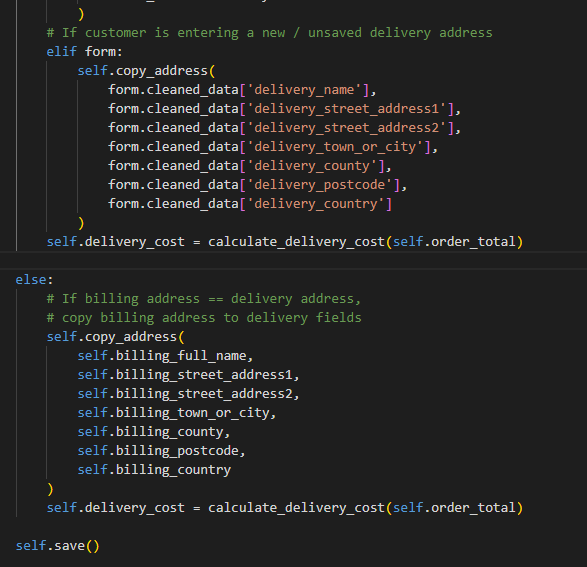 )
# If customer is entering a new / unsaved delivery address
elif form:
self.copy_address(
form.cleaned_data['delivery_name'],
form.cleaned_data['delivery_street_address1'],
form.cleaned_data['delivery_street_address2'],
form.cleaned_data['delivery_town_or_city'],
form.cleaned_data['delivery_county'],
form.cleaned_data['delivery_postcode'],
form.cleaned_data['delivery_country']
)
self.delivery_cost = calculate_delivery_cost(self.order_total)
else:
# If billing address == delivery address,
# copy billing address to delivery fields
self.copy_address(
self.billing_full_name,
self.billing_street_address1,
self.billing_street_address2,
self.billing_town_or_city,
self.billing_county,
self.billing_postcode,
self.billing_country
)
self.delivery_cost = calculate_delivery_cost(self.order_total)
self.save()